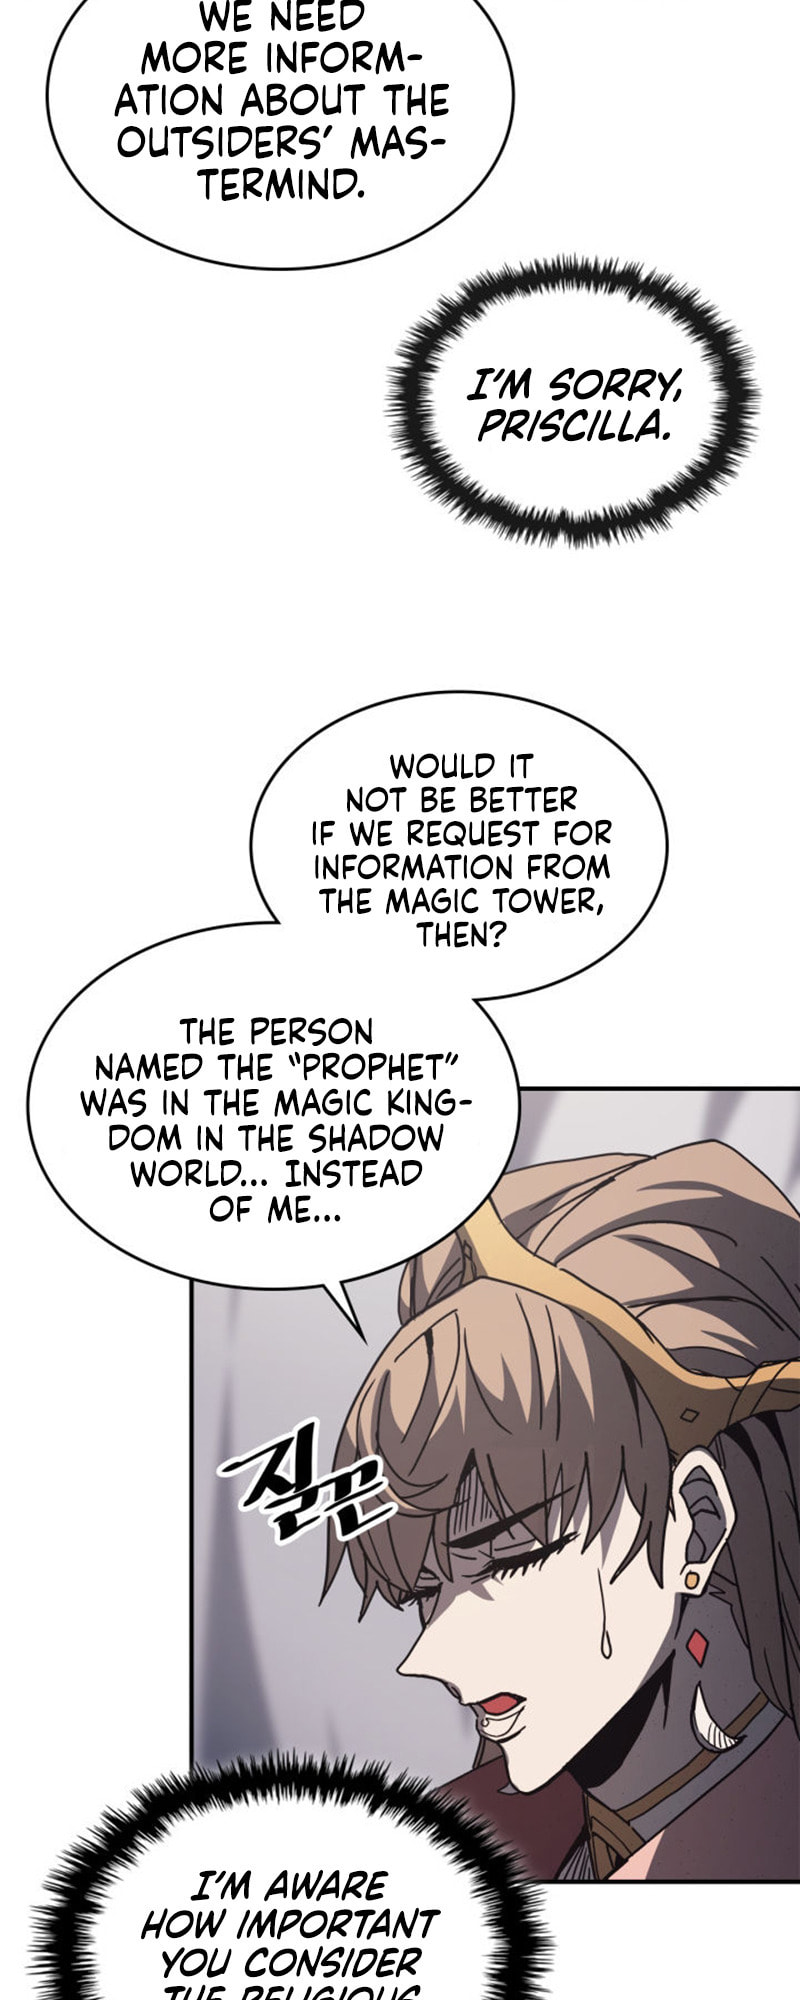 WE NEED
MORE INFORM-
ATION ABOUT THE
OUTSIDERS' MAS-
TERMIND.
I'M SORRY,
PRISCILLA.
WOULD IT
NOT BE BETTER
IF WE REQUEST FOR
INFORMATION FROM
THE MAGIC TOWER,
THEN?
THE PERSON
NAMED THE "PROPHET"
WAS IN THE MAGIC KING-
DOM IN THE SHADOW
WORLD... INSTEAD
OF ME...
질끈
I'M AWARE
HOW IMPORTANT
YOU CONSIDER
THE RELIGIOUS